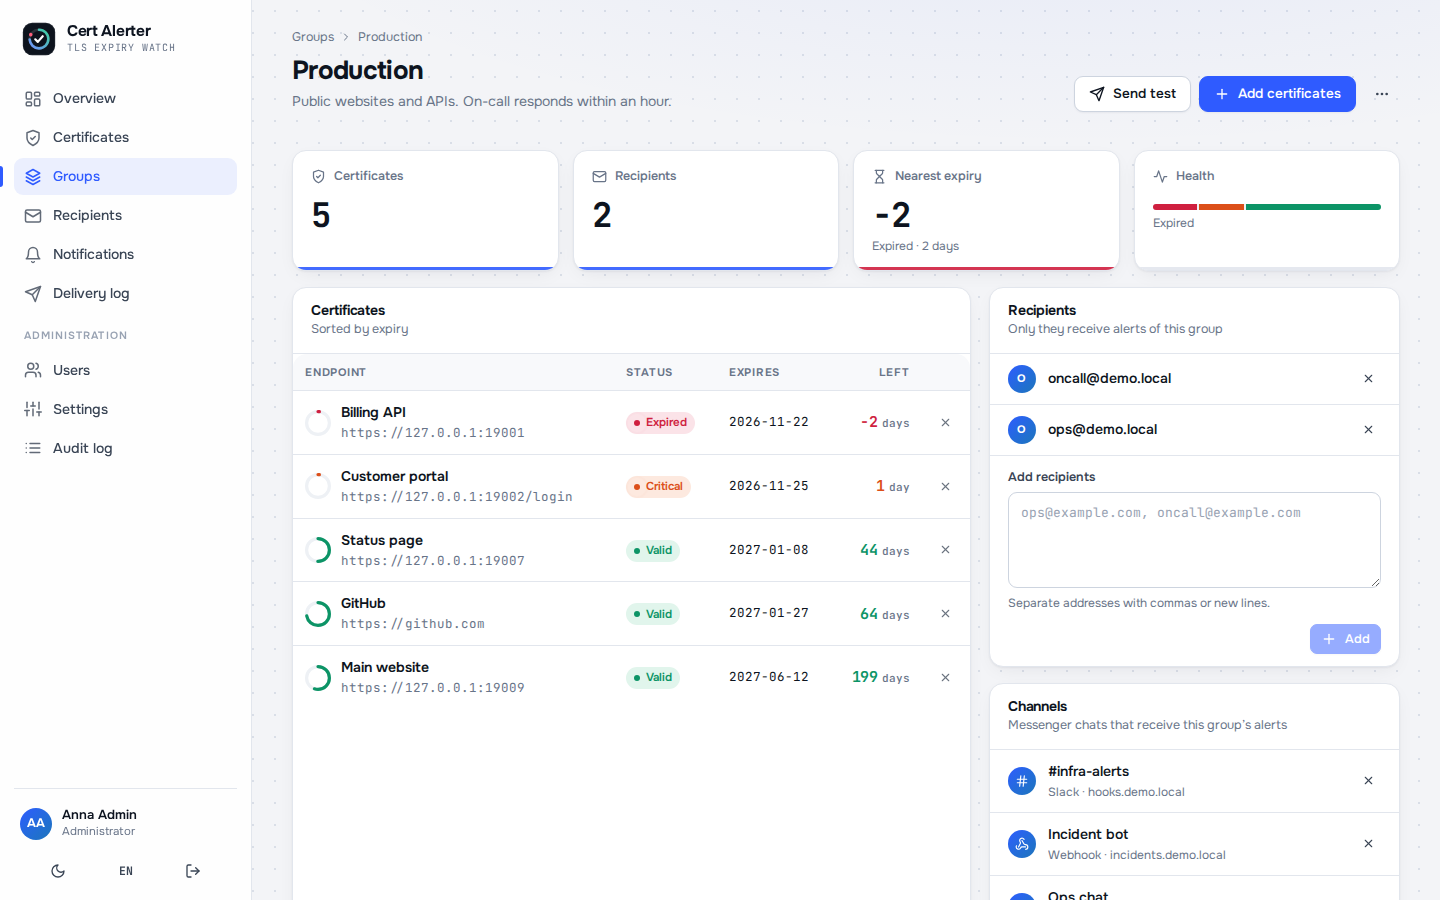 Cert Alerter
TLS EXPIRY WATCH
Overview
Certificates
Groups
Recipients
Notifications
Delivery log
ADMINISTRATION
Users
Settings
Audit log
AA
Anna Admin
Administrator
EN
Groups > Production
Production
Public websites and APIs. On-call responds within an hour.
Send test
+ Add certificates
Certificates
5
Recipients
2
Nearest expiry
-2
Expired · 2 days
Health
Expired
Certificates
Sorted by expiry
ENDPOINT STATUS EXPIRES LEFT
Billing API
https://127.0.0.1:19001
Expired 2026-11-22 -2 days
Customer portal
https://127.0.0.1:19002/login
Critical 2026-11-25 1 day
Status page
https://127.0.0.1:19007
Valid 2027-01-08 44 days
GitHub
https://github.com
Valid 2027-01-27 64 days
Main website
https://127.0.0.1:19009
Valid 2027-06-12 199 days
Recipients
Only they receive alerts of this group
O oncall@demo.local
O ops@demo.local
Add recipients
ops@example.com, oncall@example.com
Separate addresses with commas or new lines.
+ Add
Channels
Messenger chats that receive this group's alerts
#infra-alerts
Slack · hooks.demo.local
Incident bot
Webhook · incidents.demo.local
Ops chat